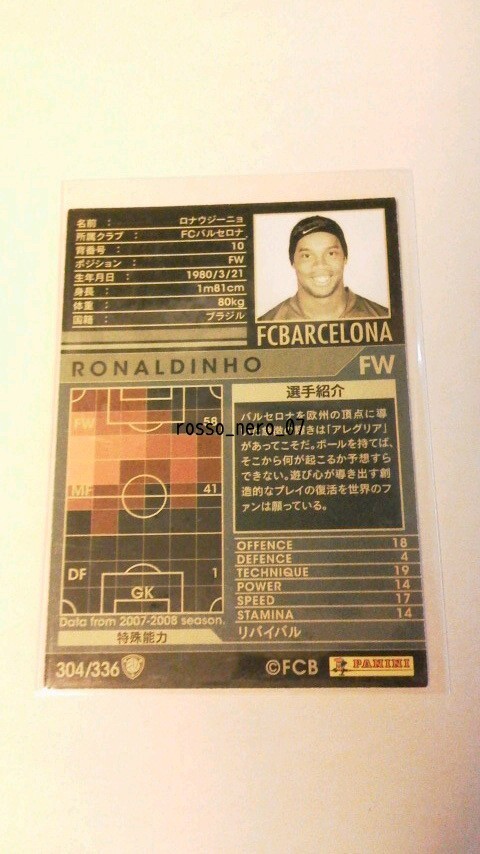 名前 : ロナウジーニョ
所属クラブ : FCバルセロナ
背番号 : 10
ポジション : FW
生年月日 : 1980/3/21
身長 : 1m81cm
体重 : 80kg
国籍 : ブラジル
FCBARCELONA
RONALDINHO FW
FW 58
MF 41
DF 1
GK
Data from 2007-2008 season.
特殊能力
選手紹介
バルセロナを欧州の頂点に導
rosso_nero_07
きは「アレグリア」
があってこそだ。ボールを持てば、
そこから何が起こるか予想すら
できない。遊び心が導き出す創
造的なプレイの復活を世界のフ
ァンは願っている。
OFFENCE 18
DEFENCE 4
TECHNIQUE 19
POWER 14
SPEED 17
STAMINA 14
リバイバル
304/336
©FCB
PANINI